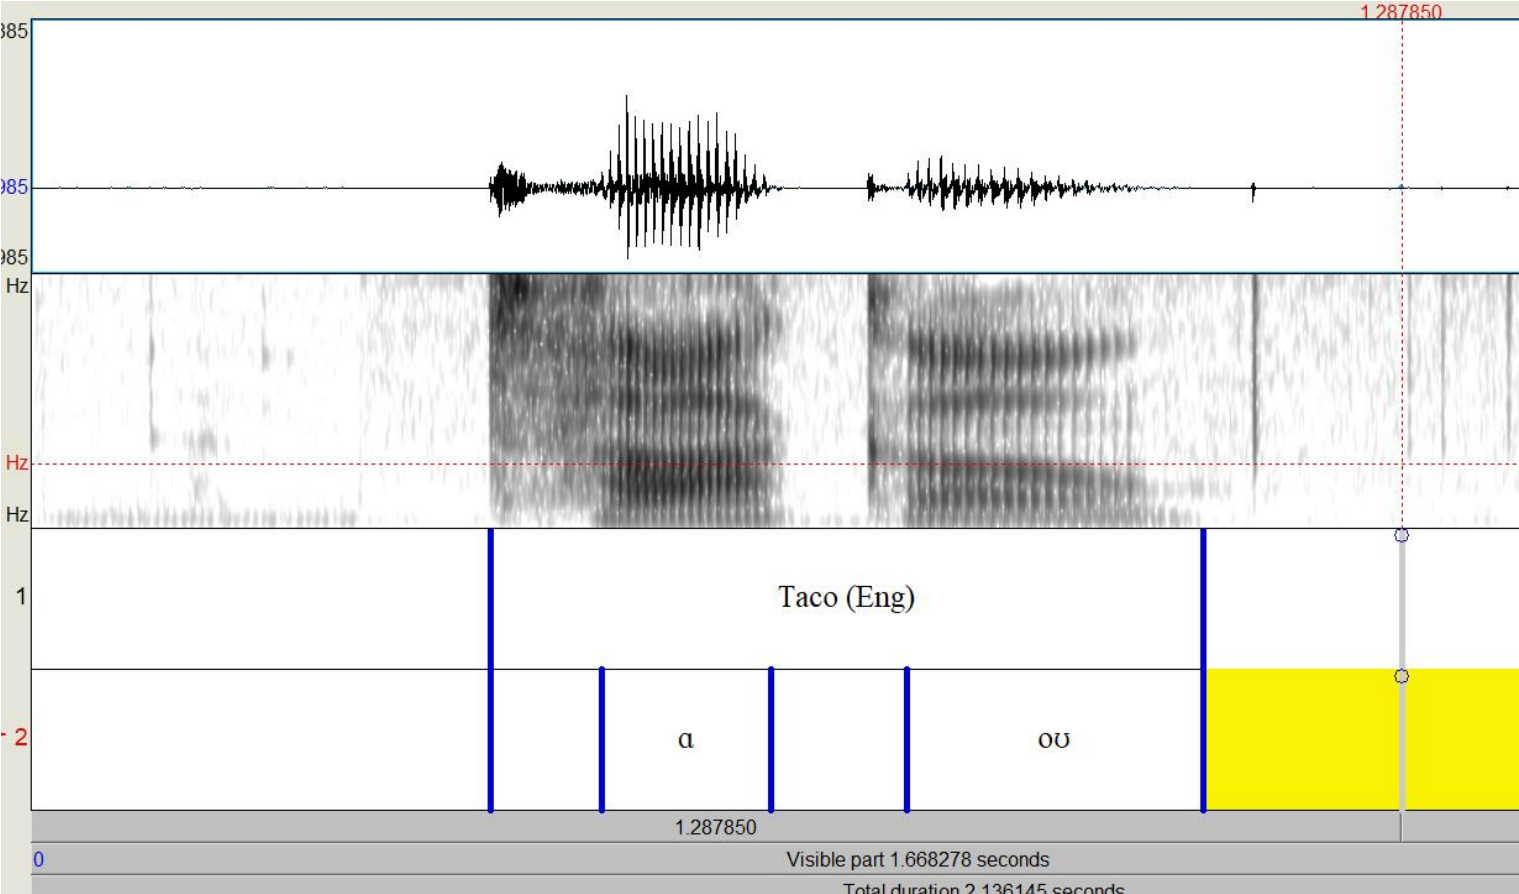 1.287850
385
985
985
Hz
Hz
Hz
1
Taco (Eng)
2
ɑ
oʊ
1.287850
0
Visible part 1.668278 seconds
Total duration 2.136145 seconds